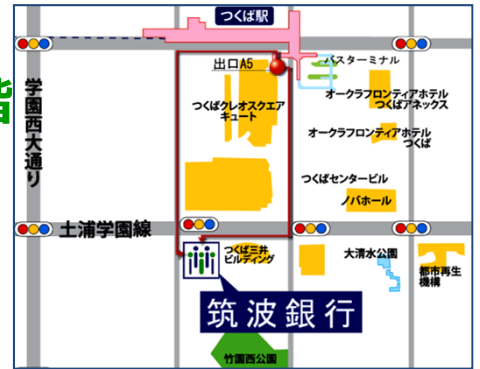 つくば駅
出口A5
バスターミナル
つくばクレオスクエア
キュート
オークラフロンティアホテル
つくばアネックス
オークラフロンティアホテル
つくば
学園西大通り
つくばセンタービル
ノバホール
土浦学園線
つくば三井
ビルディング
大清水公園
都市再生
機構
筑波銀行
竹園西公園